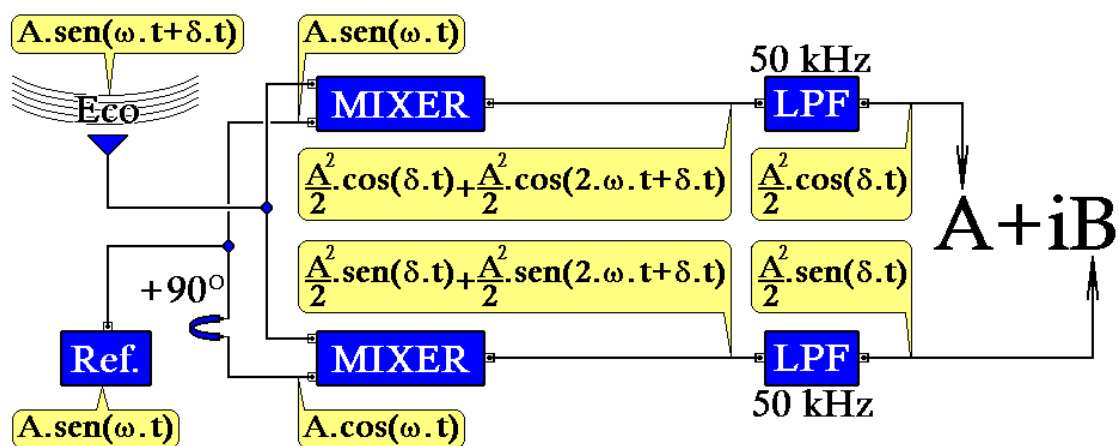 A.sen(ω.t+δ.t)
A.sen(ω.t)
50 kHz
Eco
MIXER
LPF
A²/2.cos(δ.t)+A²/2.cos(2.ω.t+δ.t)
A²/2.cos(δ.t)
A+iB
A²/2.sen(δ.t)+A²/2.sen(2.ω.t+δ.t)
A²/2.sen(δ.t)
+90°
Ref.
MIXER
LPF
50 kHz
A.sen(ω.t)
A.cos(ω.t)